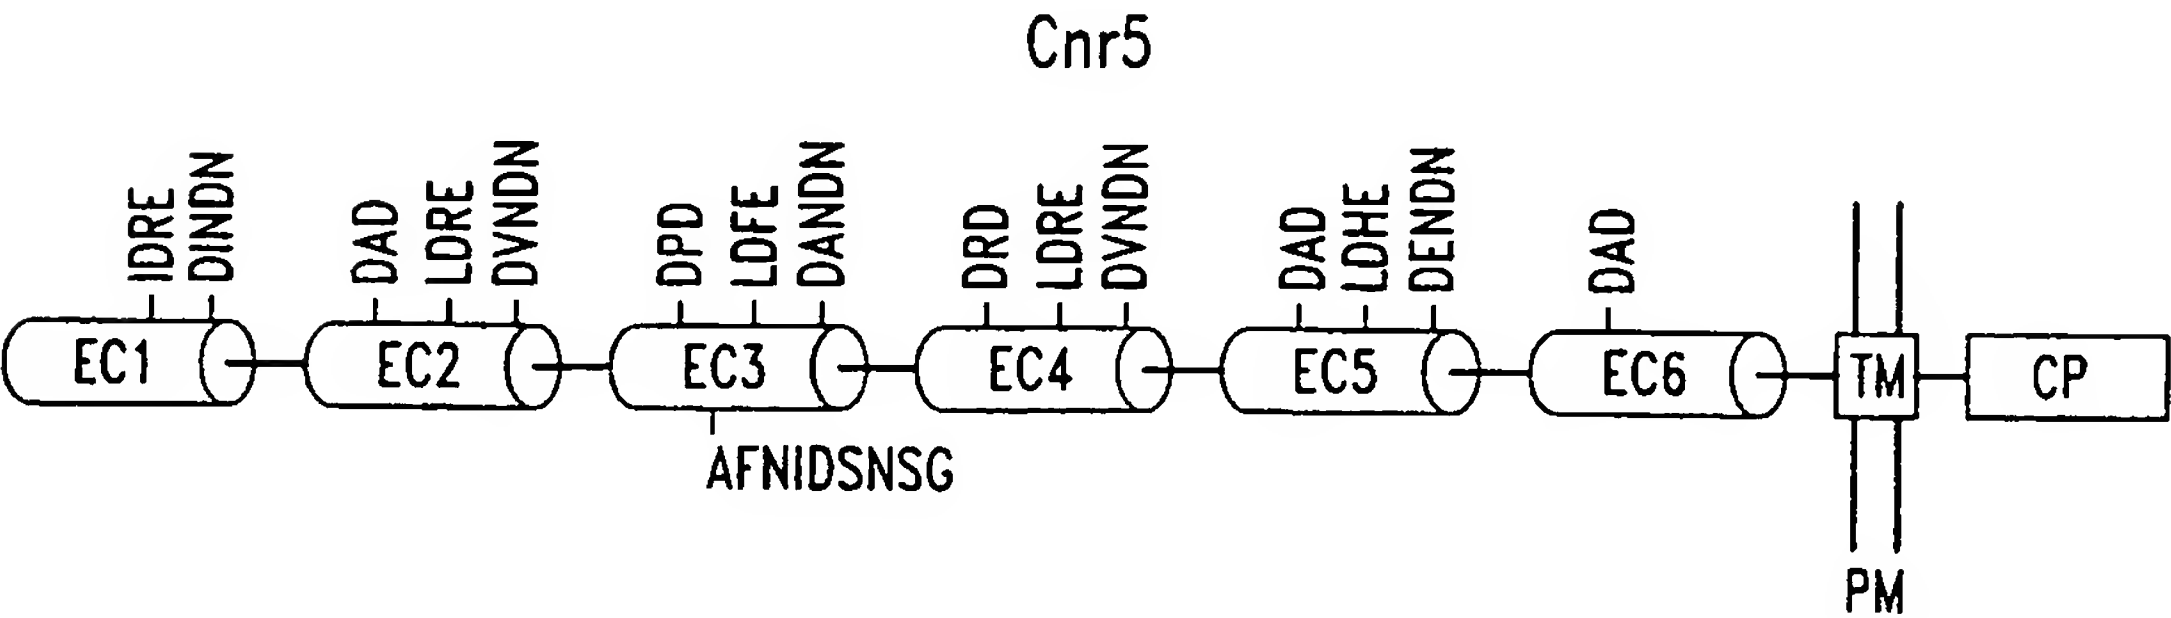 Cnr5
IDRE
DINDN
DAD
LDRE
DVNDN
DPD
LDFE
DANDN
DRD
LDRE
DVNDN
DAD
LDHE
DENDN
DAD
EC1
EC2
EC3
EC4
EC5
EC6
TM
CP
AFNIDSNSG
PM